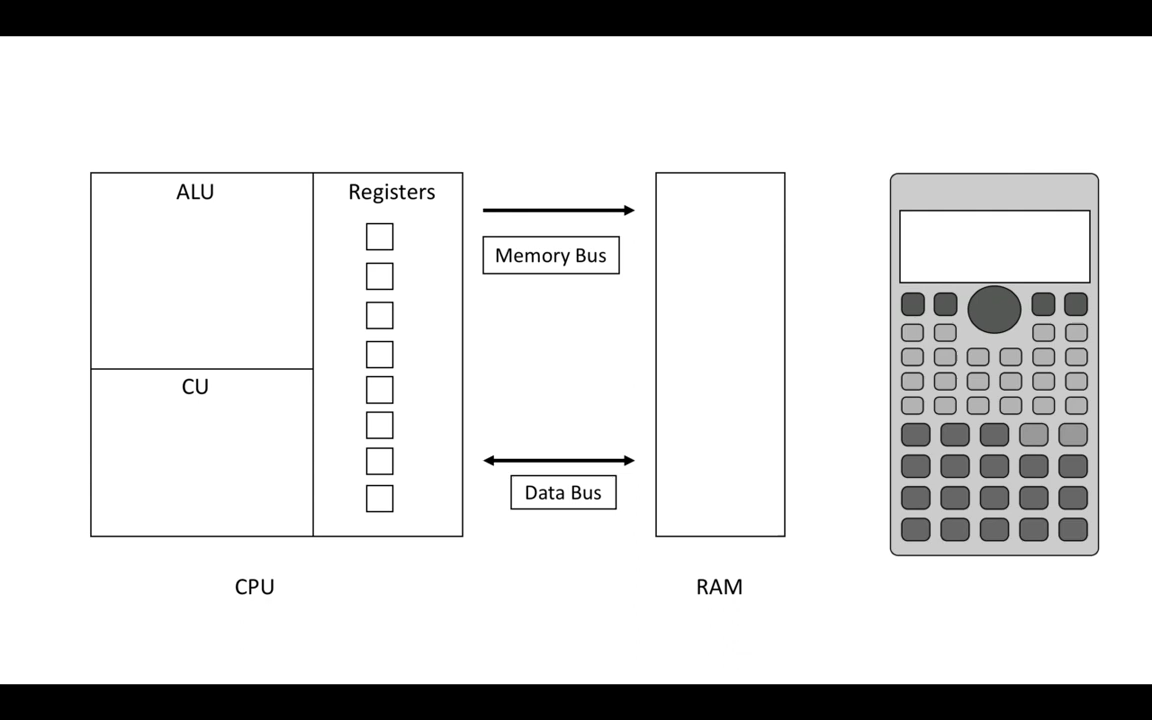 ALU
Registers
Memory Bus
CU
Data Bus
CPU
RAM